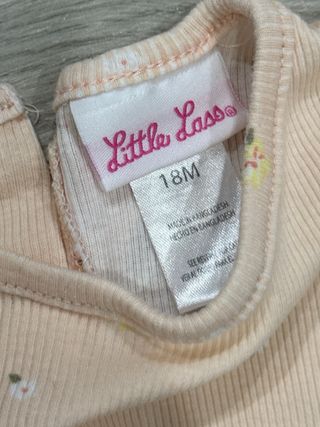 Little Lass®
18M
MADE IN BANGLADESH
HECHO EN BANGLADESH